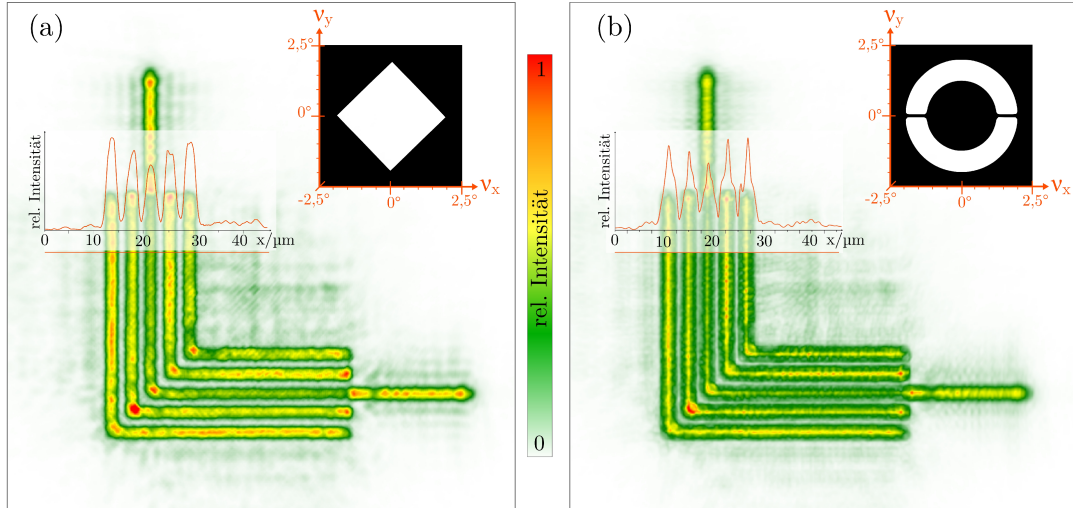 (a)
ν_y
2,5°
0°
-2,5°
0°
2,5°
ν_x
rel. Intensität
0 10 20 30 40 x/µm
1
rel. Intensität
0
(b)
ν_y
2,5°
0°
-2,5°
0°
2,5°
ν_x
rel. Intensität
0 10 20 30 40 x/µm